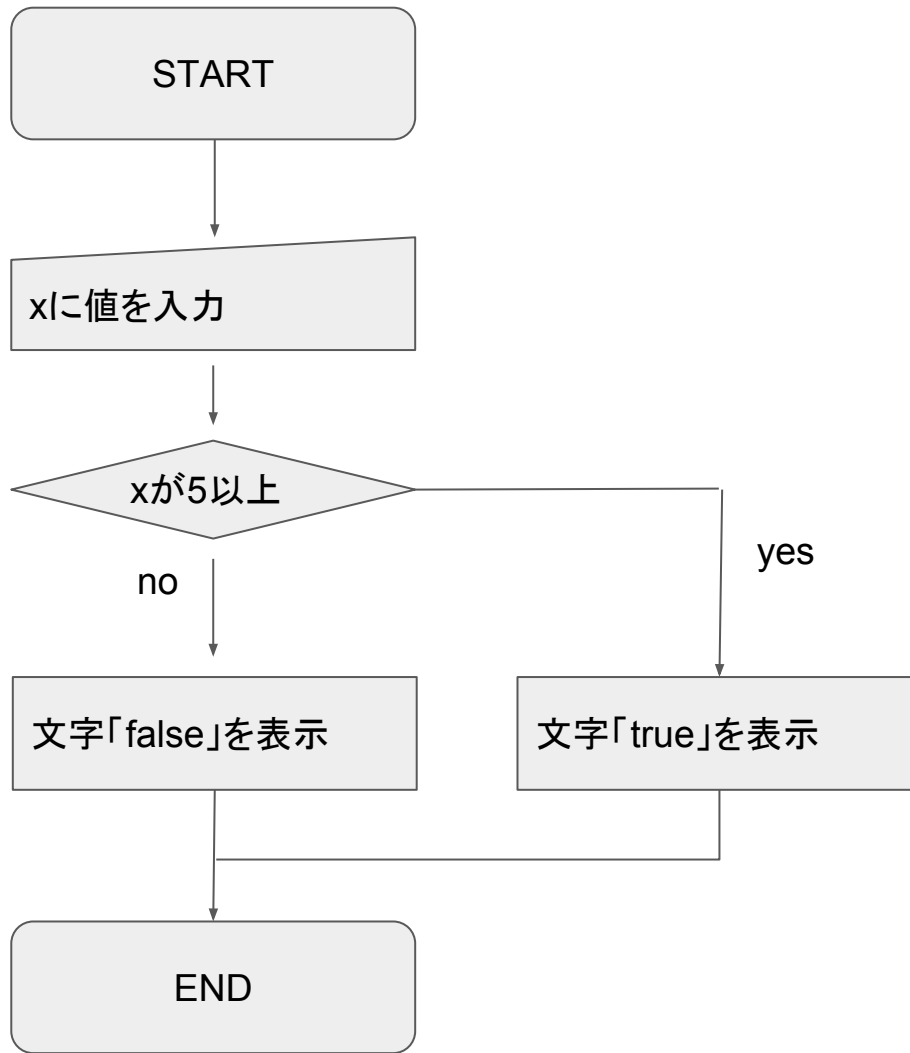 START
xに値を入力
xが5以上
yes
no
文字「false」を表示
文字「true」を表示
END